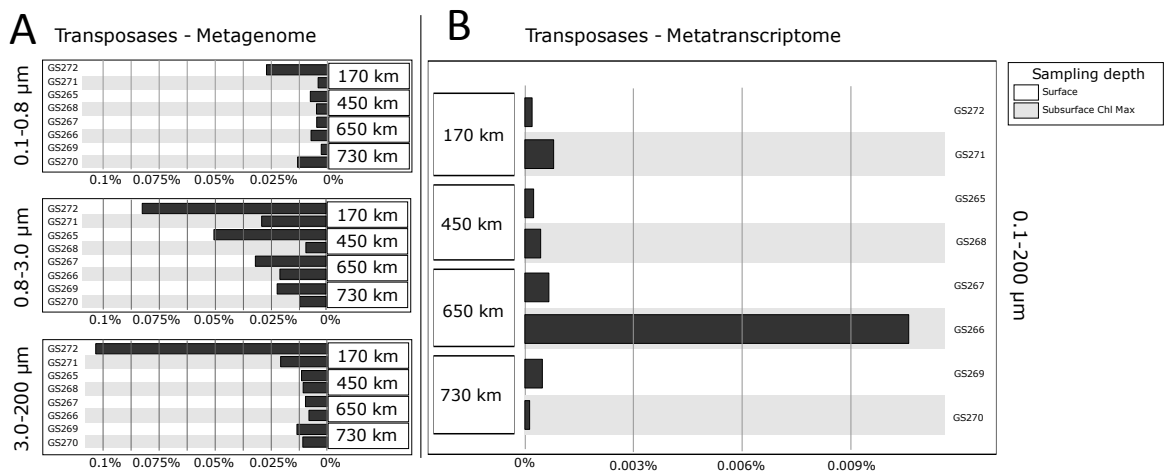 A
Transposases - Metagenome
0.1-0.8 µm
GS272
GS271
170 km
GS265
GS268
450 km
GS267
GS266
650 km
GS269
GS270
730 km
0.1% 0.075% 0.05% 0.025% 0%
0.8-3.0 µm
GS272
GS271
170 km
GS265
GS268
450 km
GS267
GS266
650 km
GS269
GS270
730 km
0.1% 0.075% 0.05% 0.025% 0%
3.0-200 µm
GS272
GS271
170 km
GS265
GS268
450 km
GS267
GS266
650 km
GS269
GS270
730 km
0.1% 0.075% 0.05% 0.025% 0%
B
Transposases - Metatranscriptome
170 km
GS272
GS271
450 km
GS265
GS268
650 km
GS267
GS266
730 km
GS269
GS270
0% 0.003% 0.006% 0.009%
Sampling depth
Surface
Subsurface Chl Max
0.1-200 µm